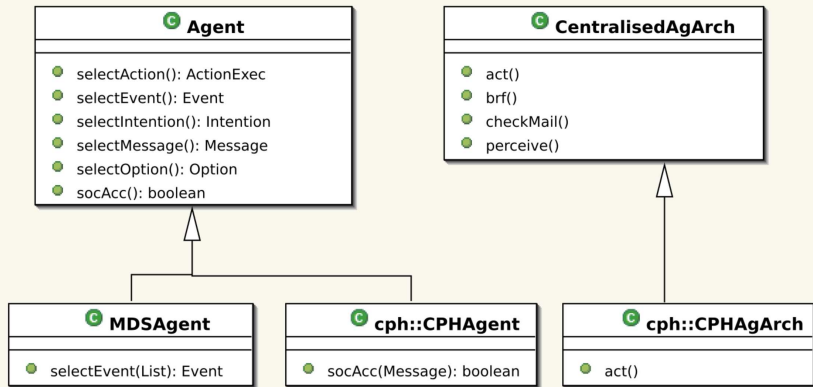 C Agent
selectAction(): ActionExec
selectEvent(): Event
selectIntention(): Intention
selectMessage(): Message
selectOption(): Option
socAcc(): boolean
C CentralisedAgArch
act()
brf()
checkMail()
perceive()
C MDSAgent
selectEvent(List): Event
C cph::CPHAgent
socAcc(Message): boolean
C cph::CPHAgArch
act()